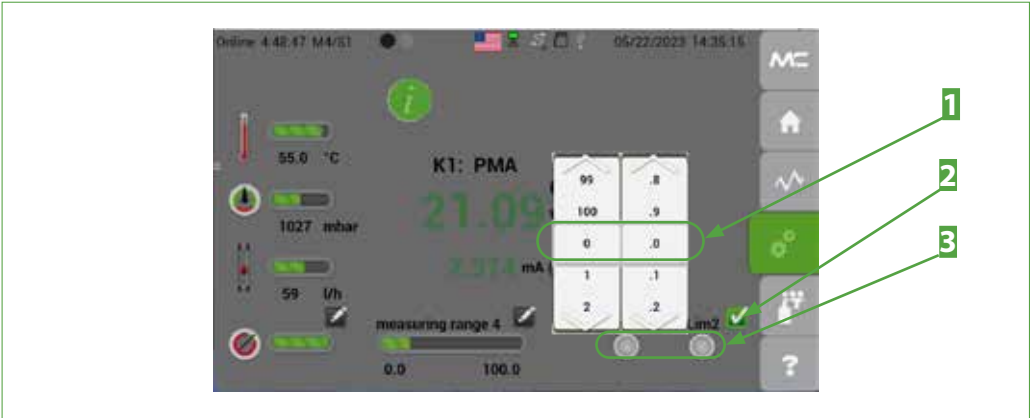 Online 4:48:47 M4/S1 05/22/2023 14:35:15
MC
i
55.0 °C
K1: PMA
21.09
1027 mbar
mA
59 l/h
measuring range 4
0.0 100.0
99 .8
100 .9
0 .0
1 .1
2 .2
Lim2
?
1
2
3